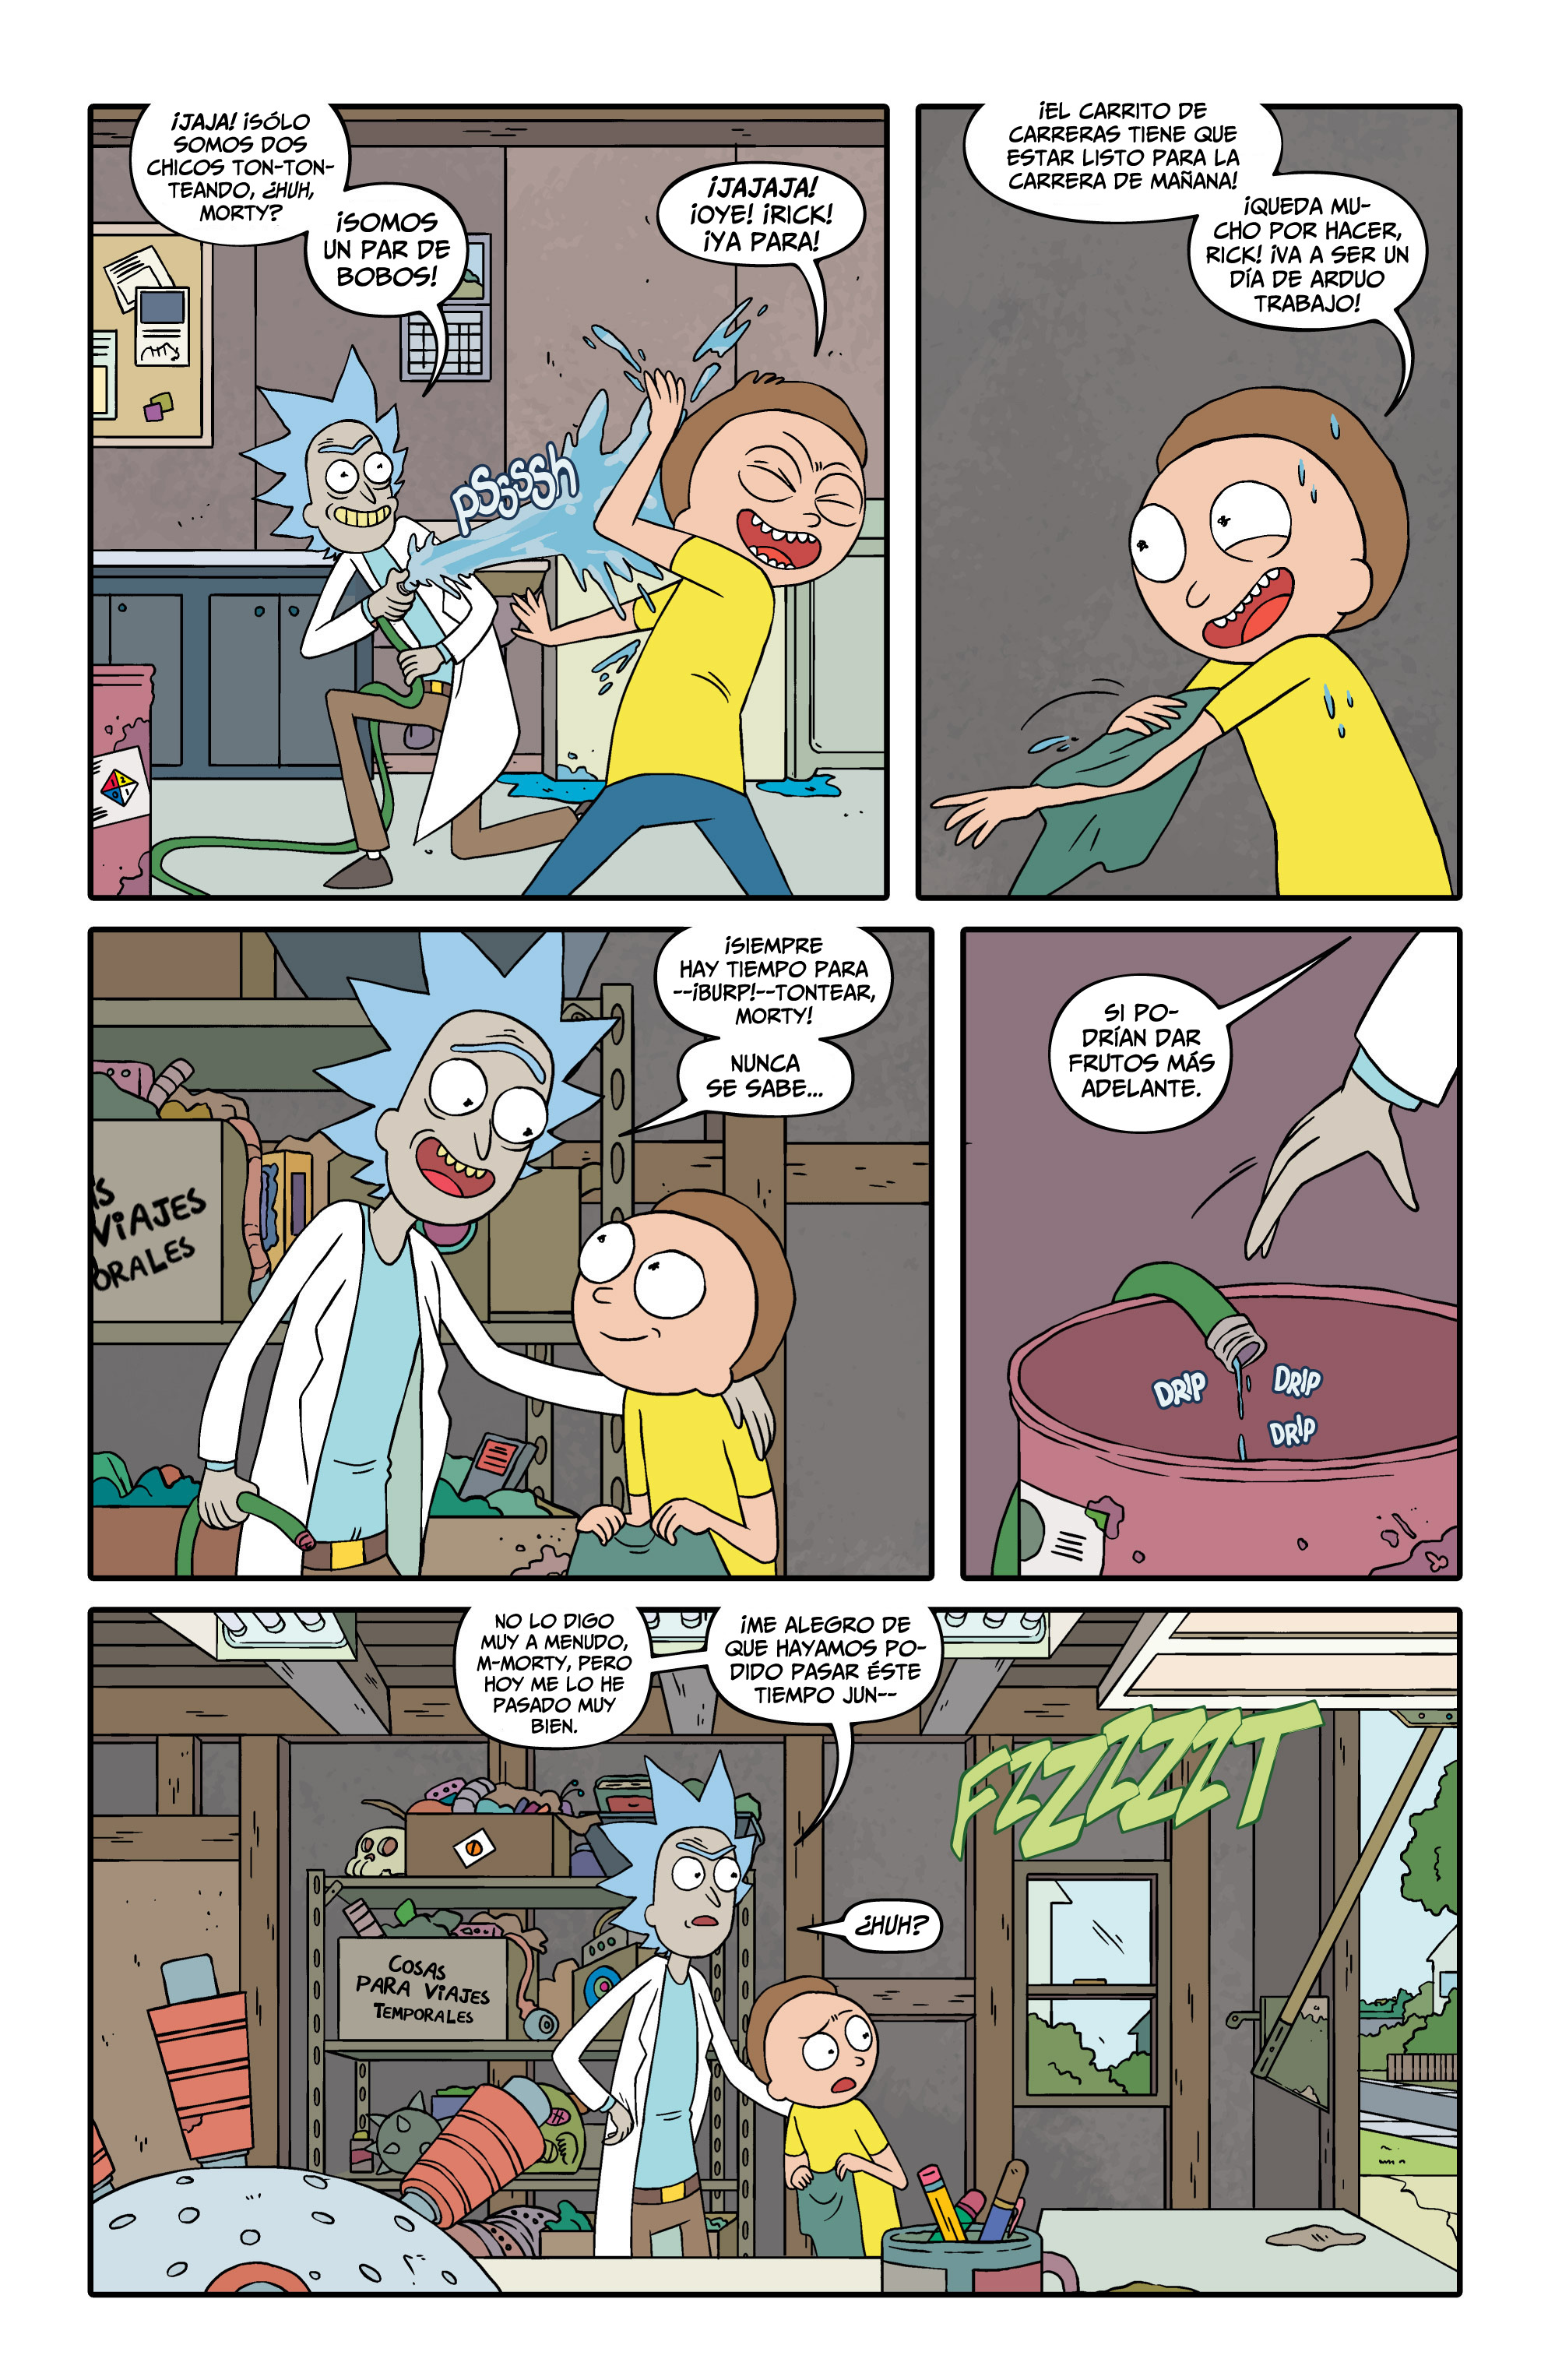 ¡JAJA! ¡SÓLO
SOMOS DOS
CHICOS TON-TON-
TEANDO, ¿HUH,
MORTY?
¡SOMOS
UN PAR DE
BOBOS!
¡JAJAJA!
¡OYE! ¡RICK!
¡YA PARA!
PSSSSSH
¡EL CARRITO DE
CARRERAS TIENE QUE
ESTAR LISTO PARA LA
CARRERA DE MAÑANA!
¡QUEDA MU-
CHO POR HACER,
RICK! ¡VA A SER UN
DÍA DE ARDUO
TRABAJO!
¡SIEMPRE
HAY TIEMPO PARA
--¡BURP!--TONTEAR,
MORTY!
NUNCA
SE SABE...
AS
VIAJES
ORALES
SI PO-
DRÍAN DAR
FRUTOS MÁS
ADELANTE.
DRIP
DRIP
DRIP
NO LO DIGO
MUY A MENUDO,
M-MORTY, PERO
HOY ME LO HE
PASADO MUY
BIEN.
¡ME ALEGRO DE
QUE HAYAMOS PO-
DIDO PASAR ÉSTE
TIEMPO JUN--
FZZZZZZT
¿HUH?
COSAS
PARA VIAJES
TEMPORALES